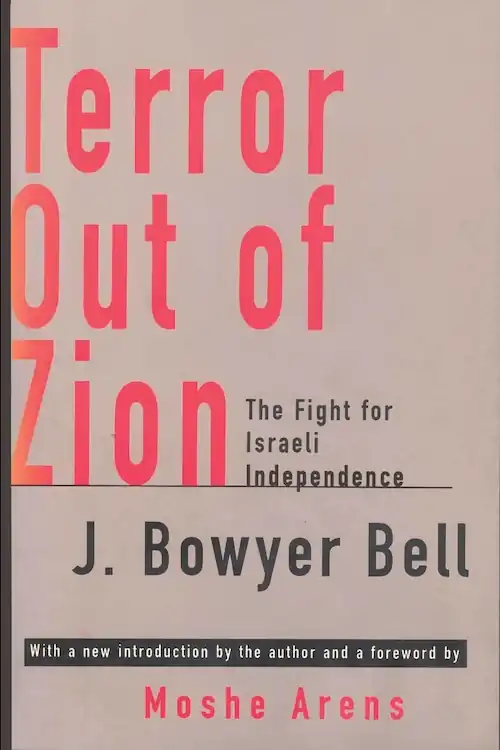 Terror
Out of
Zion
The Fight for
Israeli
Independence
J. Bowyer Bell
With a new introduction by the author and a foreword by
Moshe Arens